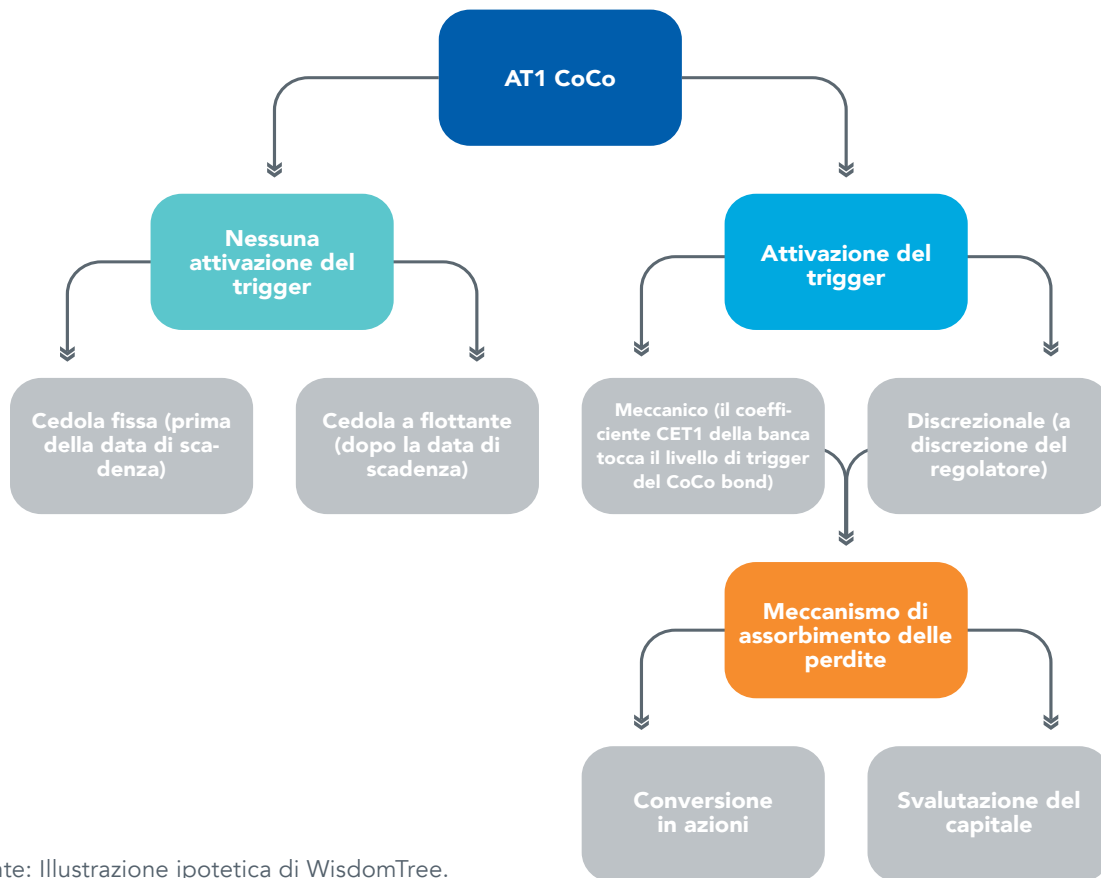 AT1 CoCo
Nessuna
attivazione del
trigger
Attivazione del
trigger
Cedola fissa (prima
della data di sca-
denza)
Cedola a flottante
(dopo la data di
scadenza)
Meccanico (il coeffi-
ciente CET1 della banca
tocca il livello di trigger
del CoCo bond)
Discrezionale (a
discrezione del
regolatore)
Meccanismo di
assorbimento delle
perdite
Conversione
in azioni
Svalutazione del
capitale
nte: Illustrazione ipotetica di WisdomTree.